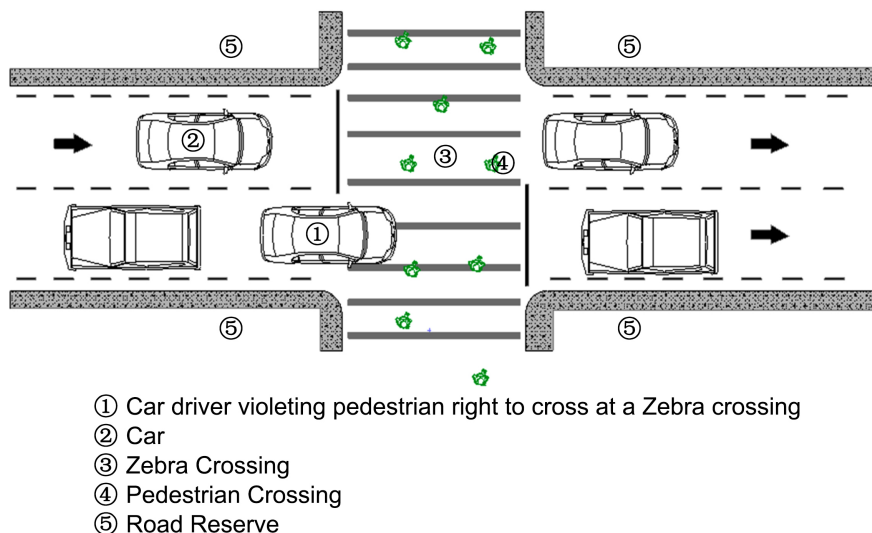 ⑤ ⑤
②
③ ④
①
⑤ ⑤
① Car driver violeting pedestrian right to cross at a Zebra crossing
② Car
③ Zebra Crossing
④ Pedestrian Crossing
⑤ Road Reserve